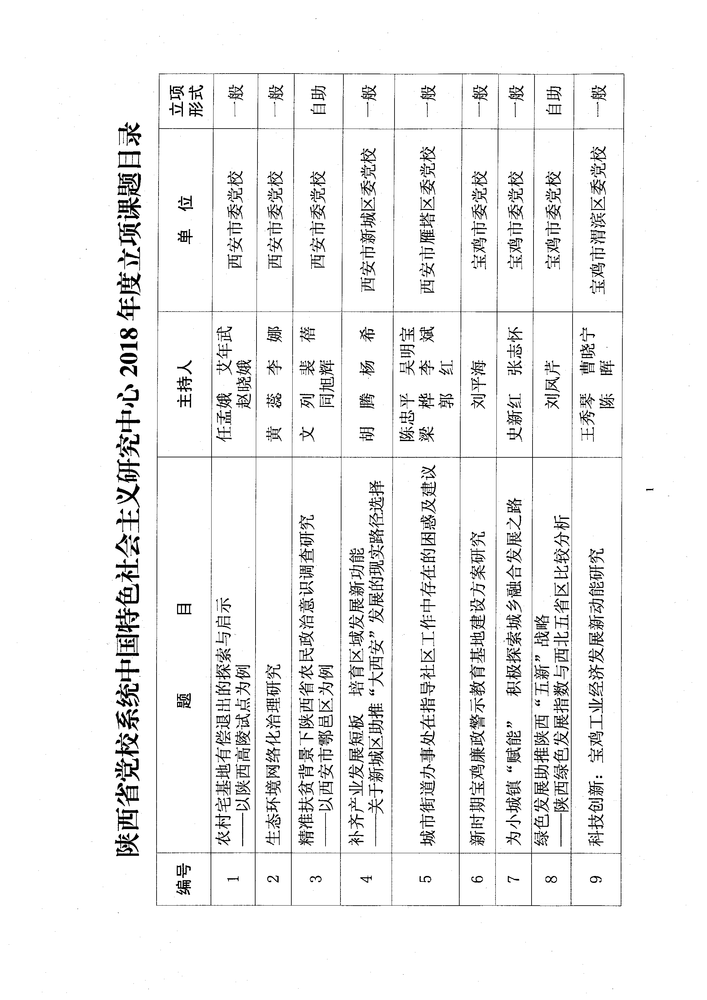 陕西省党校系统中国特色社会主义研究中心 2018 年度立项课题目录
编号 题 目 主持人 单 位 立项形式
1 农村宅基地有偿退出的探索与启示 任孟娥 艾年武 西安市委党校 一般
——以陕西高陵试点为例 赵晓娥
2 生态环境网络化治理研究 黄 蕊 李 娜 西安市委党校 一般
3 精准扶贫背景下陕西省农民政治意识调查研究 文 列 裴 蓓 西安市委党校 自助
——以西安市鄠邑区为例 同旭辉
4 补齐产业发展短板 培育区域发展新功能 胡 腾 杨 希 西安市新城区委党校 一般
——关于新城区助推“大西安”发展的现实路径选择
5 城市街道办事处在指导社区工作中存在的困惑及建议 陈忠平 吴明宝 西安市雁塔区委党校 一般
梁 桦 李 斌
郭 红
6 新时期宝鸡廉政警示教育基地建设方案研究 刘平海 宝鸡市委党校 一般
7 为小城镇“赋能” 积极探索城乡融合发展之路 史新红 张志怀 宝鸡市委党校 一般
8 绿色发展助推陕西“五新”战略 刘凤芹 宝鸡市委党校 自助
——陕西绿色发展指数与西北五省区比较分析
9 科技创新：宝鸡工业经济发展新动能研究 王秀琴 曹晓宁 宝鸡市渭滨区委党校 一般
陈 晖
1